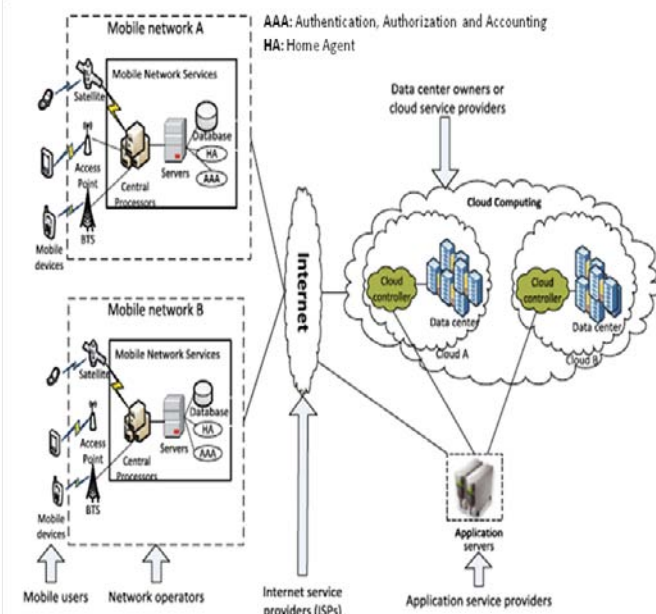 AAA: Authentication, Authorization and Accounting
HA: Home Agent
Mobile network A
Mobile Network Services
Satellite
Database
HA
AAA
Access
Point
Servers
Central
Processors
BTS
Mobile
devices
Mobile network B
Mobile Network Services
Satellite
Database
HA
AAA
Access
Point
Servers
Central
Processors
BTS
Mobile
devices
Mobile users
Network operators
Internet
Internet service
providers (ISPs)
Data center owners or
cloud service providers
Cloud Computing
Cloud
controller
Data center
Cloud A
Cloud
controller
Data center
Cloud B
Application
servers
Application service providers